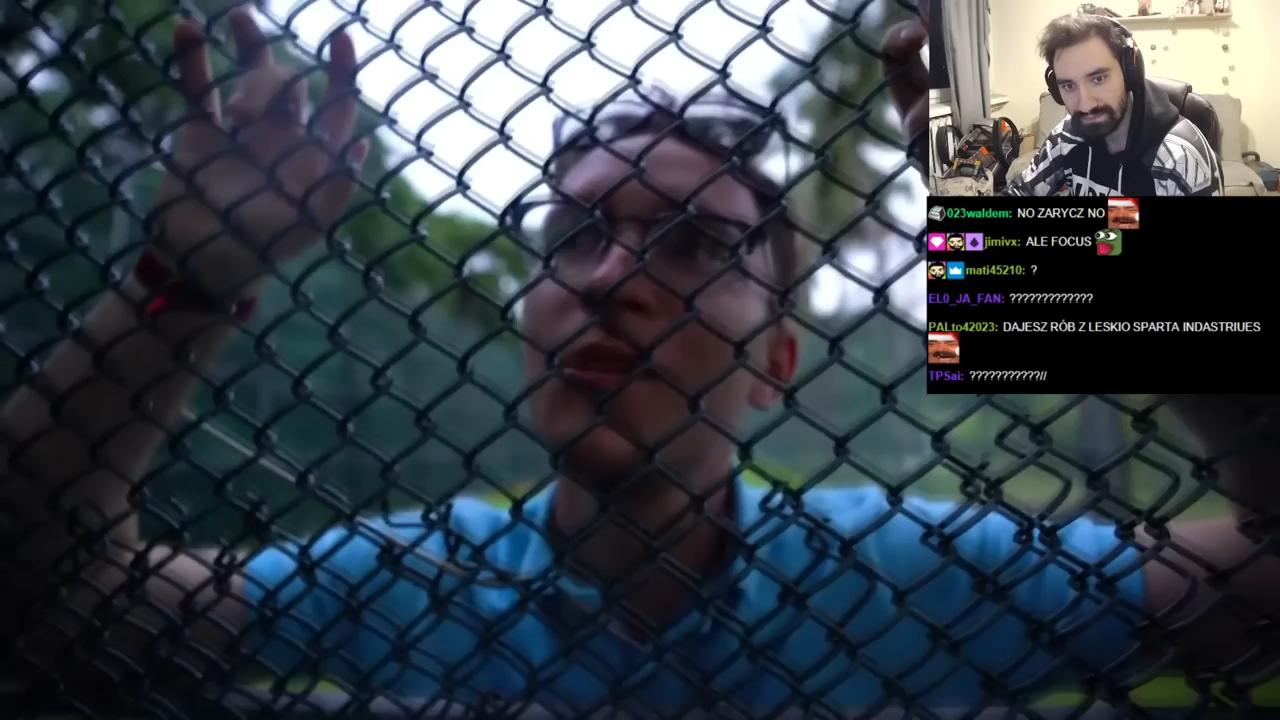 023waldem: NO ZARYCZ NO
jimivx: ALE FOCUS
mati45210: ?
EL0_JA_FAN: ?????????????
PALto42023: DAJESZ RÓB Z LESKIO SPARTA INDASTRIUES
TPSai: ???????????//